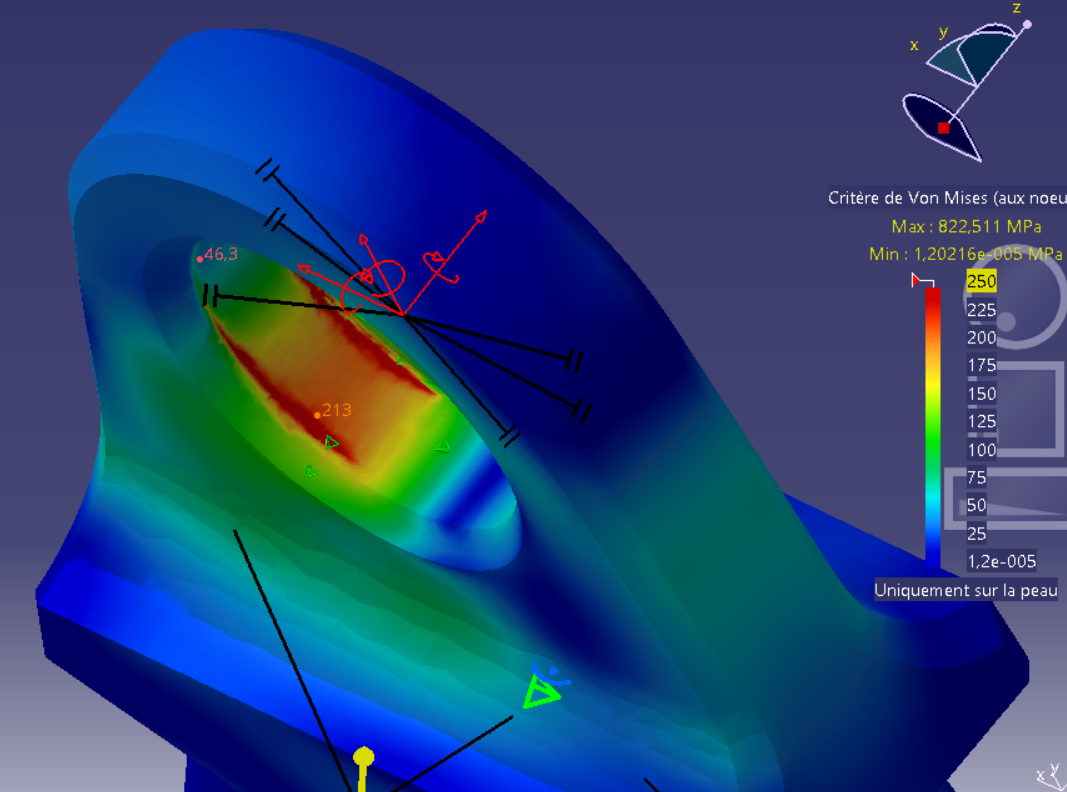 z
y
x
Critère de Von Mises (aux noeu
Max : 822,511 MPa
Min : 1,20216e-005 MPa
46,3
250
225
200
175
150
213
125
100
75
50
25
1,2e-005
Uniquement sur la peau
x y